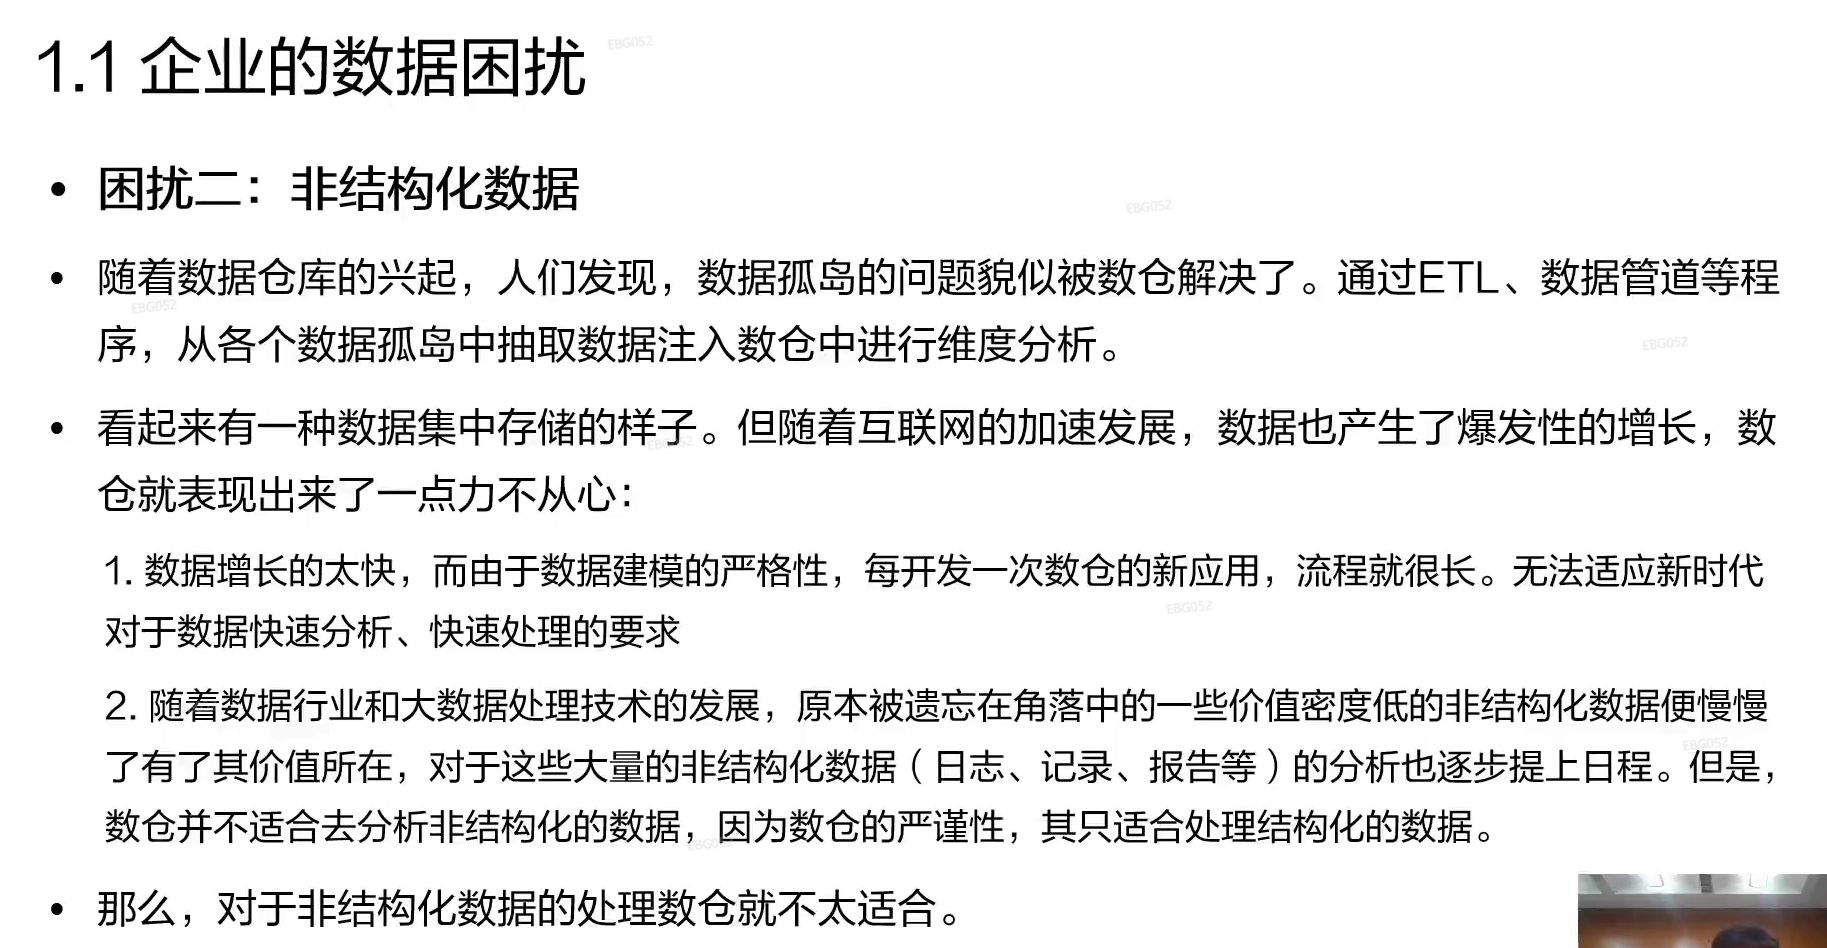 1.1 企业的数据困扰
EBG052
• 困扰二：非结构化数据
EBG052
• 随着数据仓库的兴起，人们发现，数据孤岛的问题貌似被数仓解决了。通过ETL、数据管道等程
EBG052
序，从各个数据孤岛中抽取数据注入数仓中进行维度分析。
EBG052
• 看起来有一种数据集中存储的样子。但随着互联网的加速发展，数据也产生了爆发性的增长，数
EBG052
仓就表现出来了一点力不从心：
1. 数据增长的太快，而由于数据建模的严格性，每开发一次数仓的新应用，流程就很长。无法适应新时代
EBG052
对于数据快速分析、快速处理的要求
2. 随着数据行业和大数据处理技术的发展，原本被遗忘在角落中的一些价值密度低的非结构化数据便慢慢
EBG052
了有了其价值所在，对于这些大量的非结构化数据（日志、记录、报告等）的分析也逐步提上日程。但是，
数仓并不适合去分析非结构化的数据，因为数仓的严谨性，其只适合处理结构化的数据。
EBG052
• 那么，对于非结构化数据的处理数仓就不太适合。